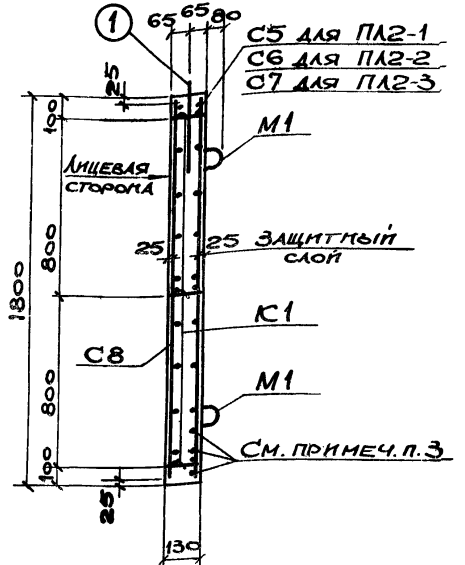 1
65
65
80
С5 для ПЛ2-1
С6 для ПЛ2-2
С7 для ПЛ2-3
25
100
М1
Лицевая
сторона
25
25
Защитный
слой
800
1800
К1
С8
М1
800
См. примеч. п. 3
100
25
130